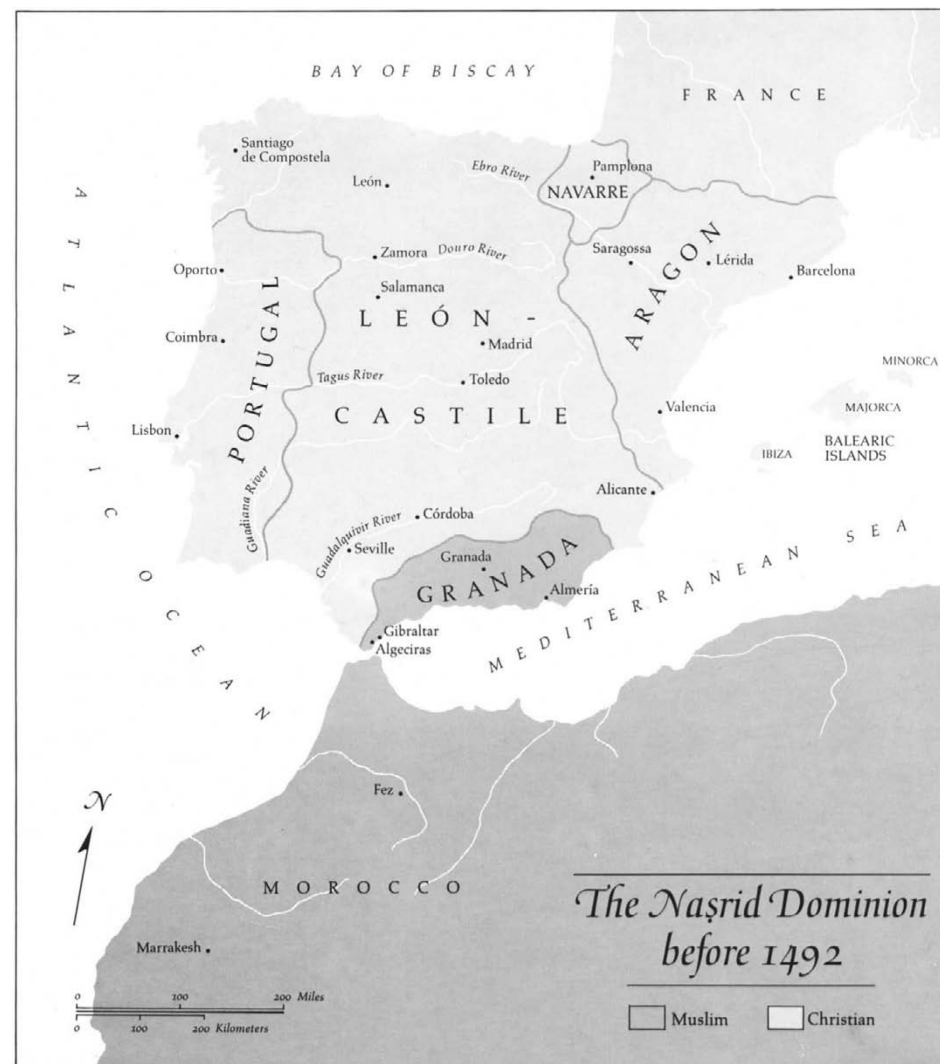 BAY OF BISCAY
FRANCE
Santiago
de Compostela
León
Ebro River
Pamplona
NAVARRE
ATLANTIC OCEAN
Zamora
Douro River
Saragossa
Lérida
Barcelona
Oporto
Salamanca
LEÓN-
ARAGON
Coimbra
PORTUGAL
Madrid
MINORCA
Tagus River
Toledo
CASTILE
Valencia
MAJORCA
Lisbon
BALEARIC
ISLANDS
IBIZA
Guadiana River
Alicante
Córdoba
Guadalquivir River
Seville
Granada
GRANADA
Almería
MEDITERRANEAN SEA
Gibraltar
Algeciras
Fez
N
MOROCCO
Marrakesh
0 100 200 Miles
0 100 200 Kilometers
The Naṣrid Dominion
before 1492
Muslim Christian